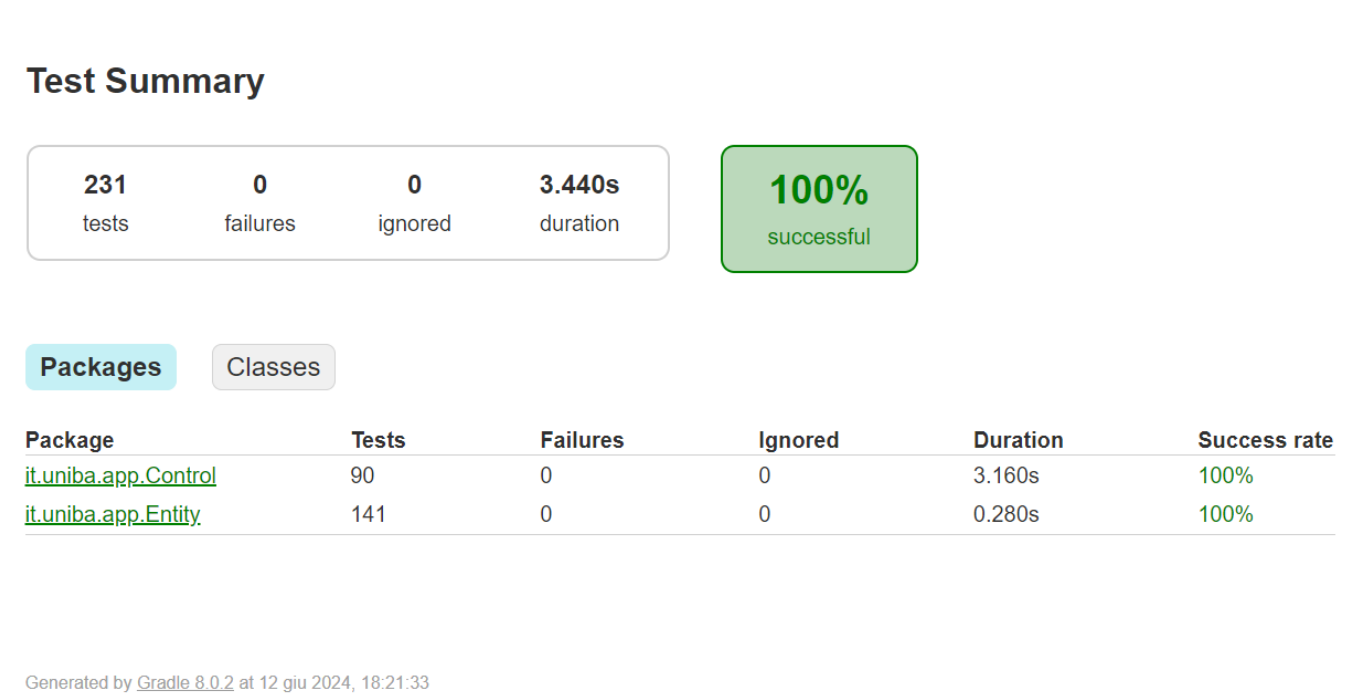 Test Summary
231 0 0 3.440s
tests failures ignored duration
100%
successful
Packages Classes
Package Tests Failures Ignored Duration Success rate
it.uniba.app.Control 90 0 0 3.160s 100%
it.uniba.app.Entity 141 0 0 0.280s 100%
Generated by Gradle 8.0.2 at 12 giu 2024, 18:21:33